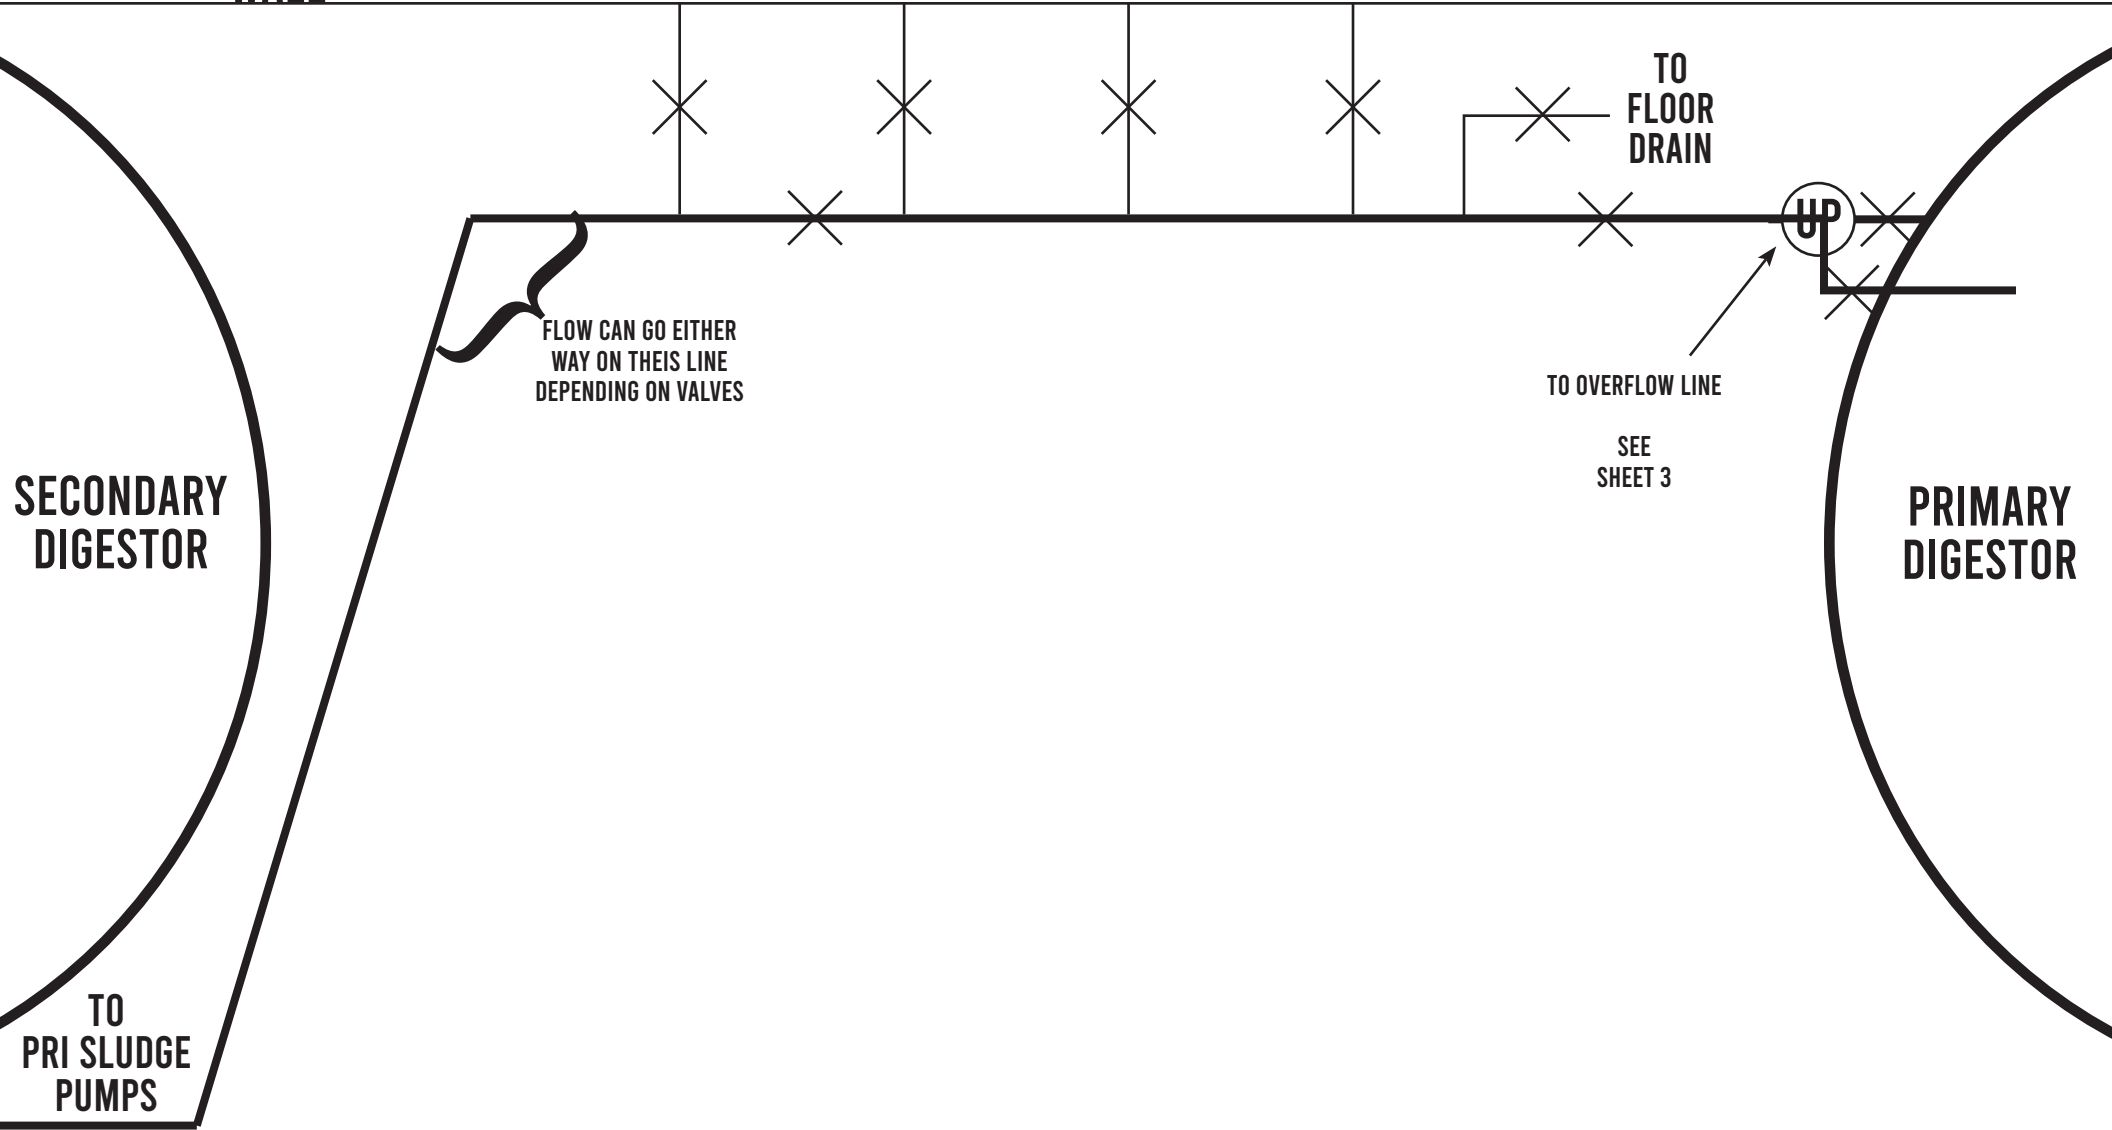 TO
FLOOR
DRAIN
UP
FLOW CAN GO EITHER
WAY ON THEIS LINE
DEPENDING ON VALVES
TO OVERFLOW LINE
SEE
SHEET 3
SECONDARY
DIGESTOR
PRIMARY
DIGESTOR
TO
PRI SLUDGE
PUMPS